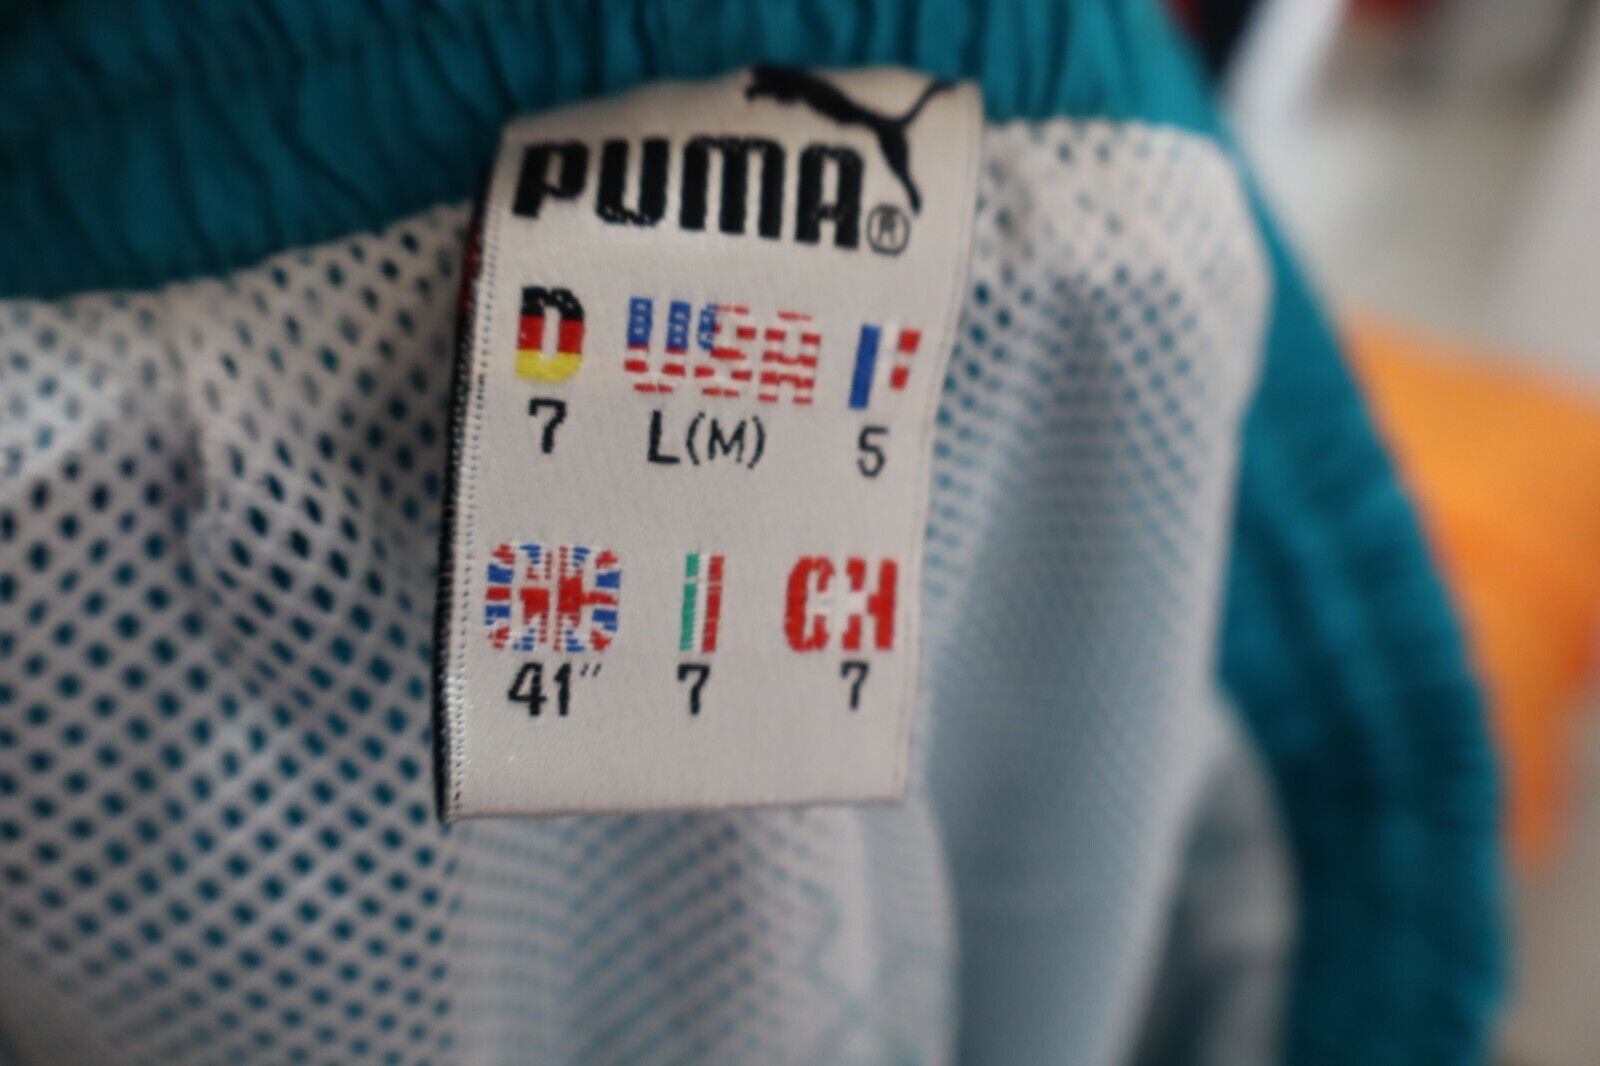 PUMA®
D USA F
7 L(M) 5
GB I CH
41" 7 7